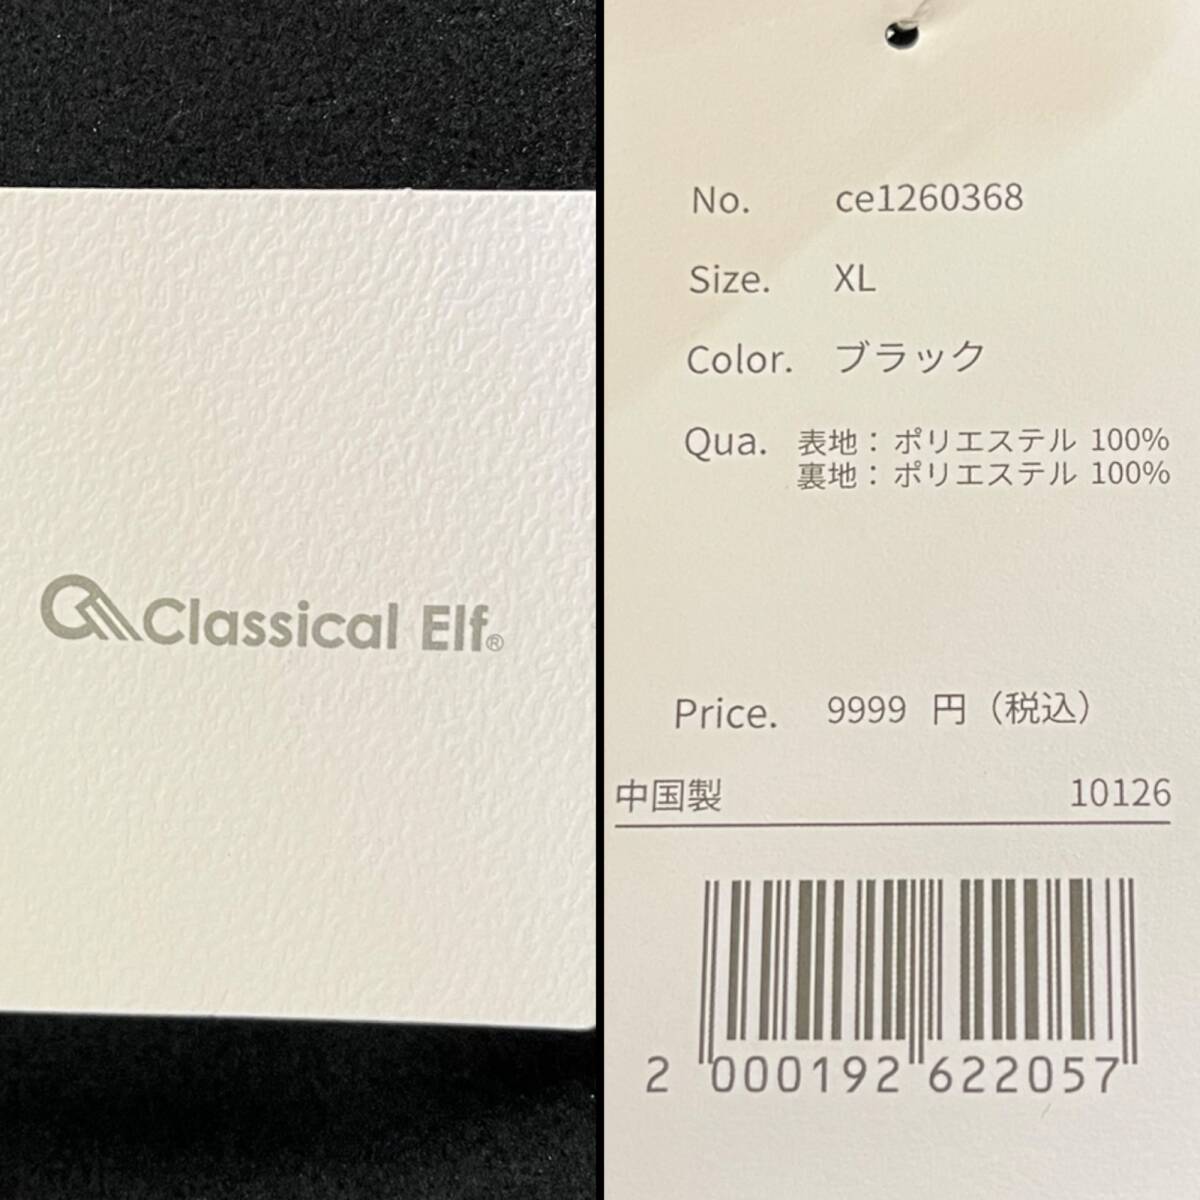 Classical Elf®
No. ce1260368
Size. XL
Color. ブラック
Qua. 表地：ポリエステル 100%
裏地：ポリエステル 100%
Price. 9999 円（税込）
中国製 10126
2 000192 622057